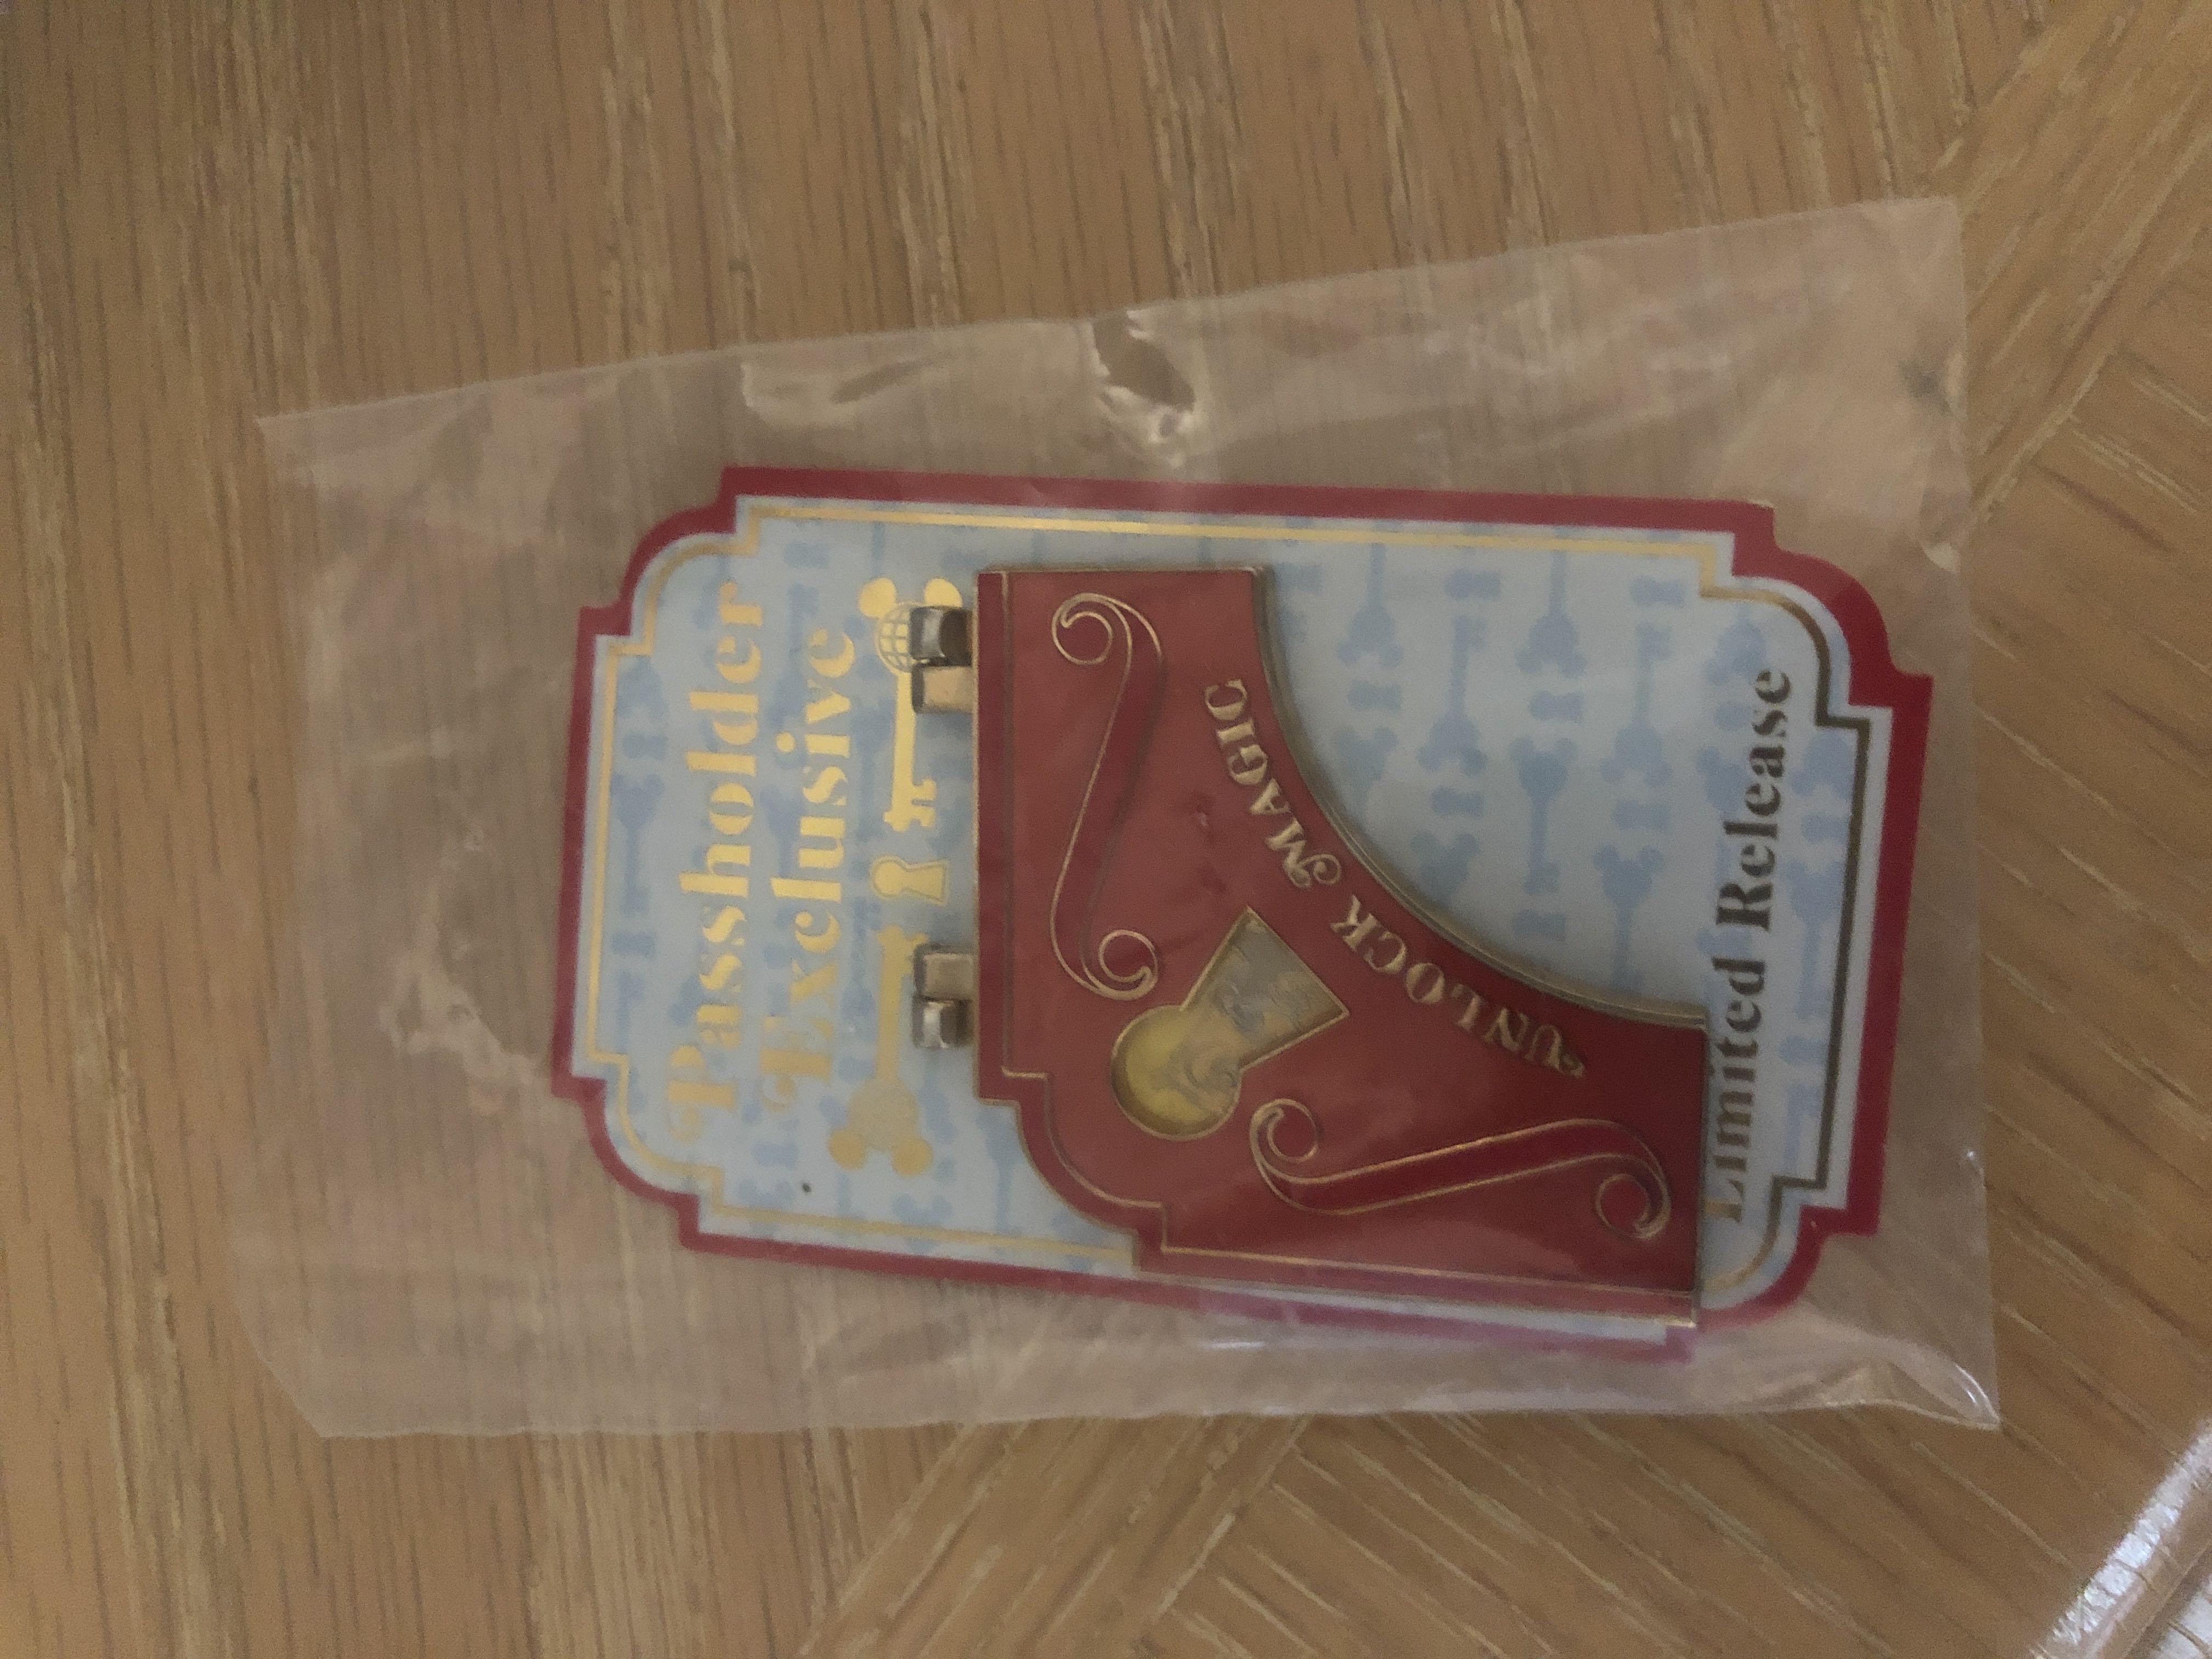 Passholder
Exclusive
UNLOCK MAGIC
Limited Release